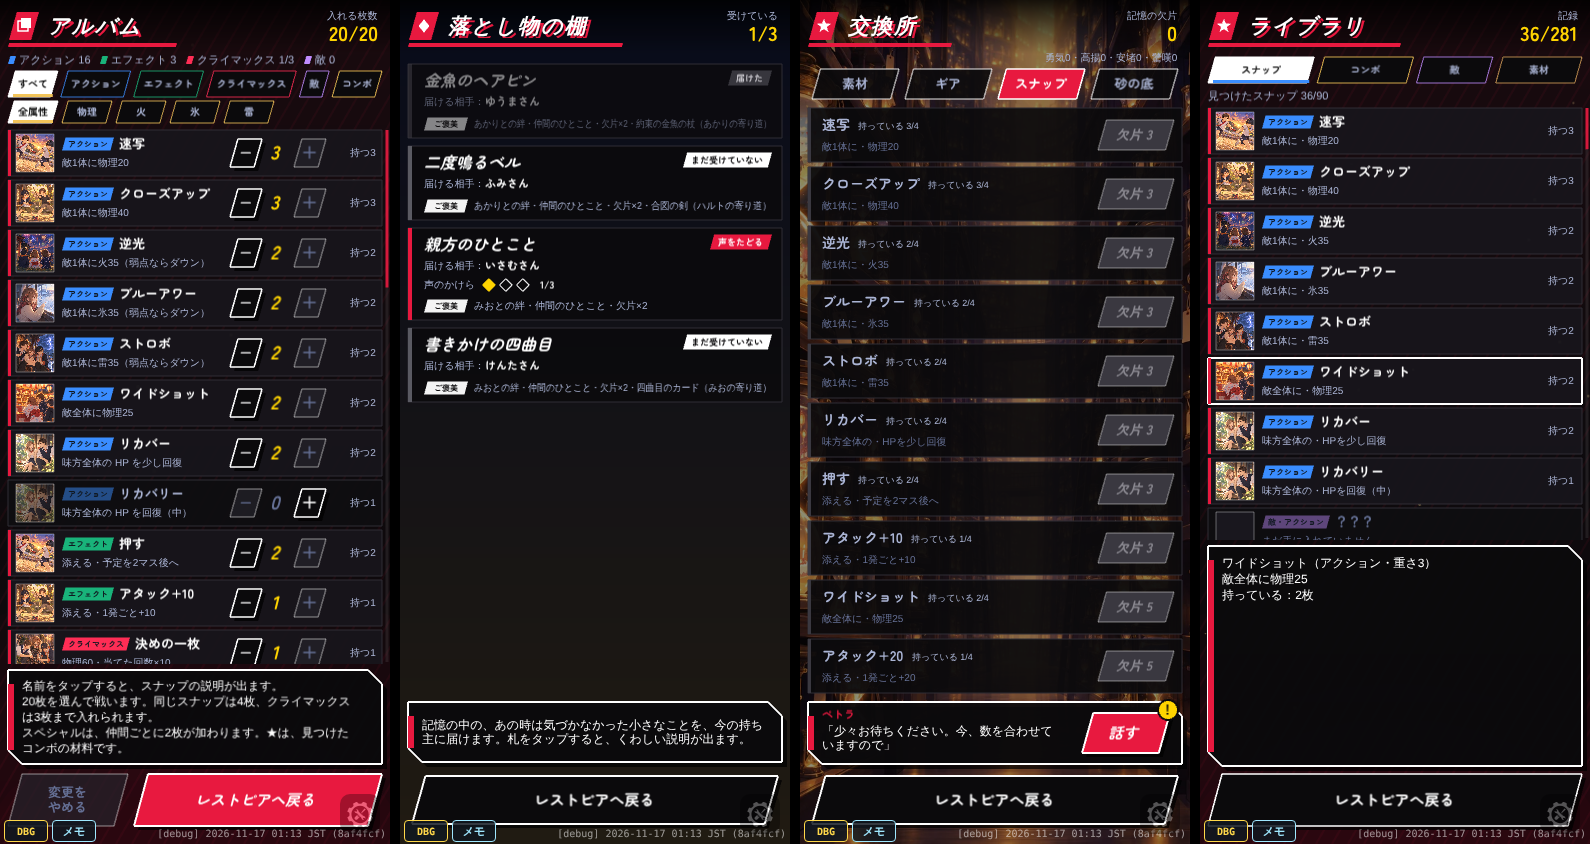 アルバム
入れる枚数
20/20
アクション 16 エフェクト 3 クライマックス 1/3 敵 0
すべて アクション エフェクト クライマックス 敵 コンボ
全属性 物理 火 氷 雷
アクション 速写
敵1体に物理20
− 3 + 持つ3
アクション クローズアップ
敵1体に物理40
− 3 + 持つ3
アクション 逆光
敵1体に火35（弱点ならダウン）
− 2 + 持つ2
アクション ブルーアワー
敵1体に氷35（弱点ならダウン）
− 2 + 持つ2
アクション ストロボ
敵1体に雷35（弱点ならダウン）
− 2 + 持つ2
アクション ワイドショット
敵全体に物理25
− 2 + 持つ2
アクション リカバー
味方全体の HP を少し回復
− 2 + 持つ2
アクション リカバリー
味方全体の HP を回復（中）
− 0 + 持つ1
エフェクト 押す
添える・予定を2マス後へ
− 2 + 持つ2
エフェクト アタック+10
添える・1発ごと+10
− 1 + 持つ1
クライマックス 決めの一枚
物理60・当てた回数×10
− 1 + 持つ1
名前をタップすると、スナップの説明が出ます。
20枚を選んで戦います。同じスナップは4枚、クライマックス
は3枚まで入れられます。
スペシャルは、仲間ごとに2枚が加わります。★は、見つけた
コンボの材料です。
変更を
やめる
レストピアへ戻る
DBG メモ [debug] 2026-11-17 01:13 JST (8af4fcf)
落とし物の棚
受けている
1/3
金魚のヘアピン 届けた
届ける相手：ゆうまさん
ご褒美 あかりとの絆・仲間のひとこと・欠片×2・約束の金魚の杖（あかりの寄り道）
二度鳴るベル まだ受けていない
届ける相手：ふみさん
ご褒美 あかりとの絆・仲間のひとこと・欠片×2・合図の剣（ハルトの寄り道）
親方のひとこと 声をたどる
届ける相手：いさむさん
声のかけら 1/3
ご褒美 みおとの絆・仲間のひとこと・欠片×2
書きかけの四曲目 まだ受けていない
届ける相手：けんたさん
ご褒美 みおとの絆・仲間のひとこと・欠片×2・四曲目のカード（みおの寄り道）
記憶の中の、あの時は気づかなかった小さなことを、今の持ち
主に届けます。札をタップすると、くわしい説明が出ます。
レストピアへ戻る
DBG メモ [debug] 2026-11-17 01:13 JST (8af4fcf)
交換所
記憶の欠片
0
勇気0・高揚0・安堵0・驚嘆0
素材 ギア スナップ 砂の底
速写 持っている 3/4
敵1体に・物理20
欠片 3
クローズアップ 持っている 3/4
敵1体に・物理40
欠片 3
逆光 持っている 2/4
敵1体に・火35
欠片 3
ブルーアワー 持っている 2/4
敵1体に・氷35
欠片 3
ストロボ 持っている 2/4
敵1体に・雷35
欠片 3
リカバー 持っている 2/4
味方全体の・HPを少し回復
欠片 3
押す 持っている 2/4
添える・予定を2マス後へ
欠片 3
アタック+10 持っている 1/4
添える・1発ごと+10
欠片 3
ワイドショット 持っている 2/4
敵全体に・物理25
欠片 5
アタック+20 持っている 1/4
添える・1発ごと+20
欠片 5
ペトラ
「少々お待ちください。今、数を合わせて
いますので」
話す
!
レストピアへ戻る
DBG メモ [debug] 2026-11-17 01:13 JST (8af4fcf)
ライブラリ
記録
36/281
スナップ コンボ 敵 素材
見つけたスナップ 36/90
アクション 速写
敵1体に・物理20
持つ3
アクション クローズアップ
敵1体に・物理40
持つ3
アクション 逆光
敵1体に・火35
持つ2
アクション ブルーアワー
敵1体に・氷35
持つ2
アクション ストロボ
敵1体に・雷35
持つ2
アクション ワイドショット
敵全体に・物理25
持つ2
アクション リカバー
味方全体の・HPを少し回復
持つ2
アクション リカバリー
味方全体の・HPを回復（中）
持つ1
敵・アクション ？？？
まだ手に入れていません
ワイドショット（アクション・重さ3）
敵全体に物理25
持っている：2枚
レストピアへ戻る
DBG メモ [debug] 2026-11-17 01:13 JST (8af4fcf)